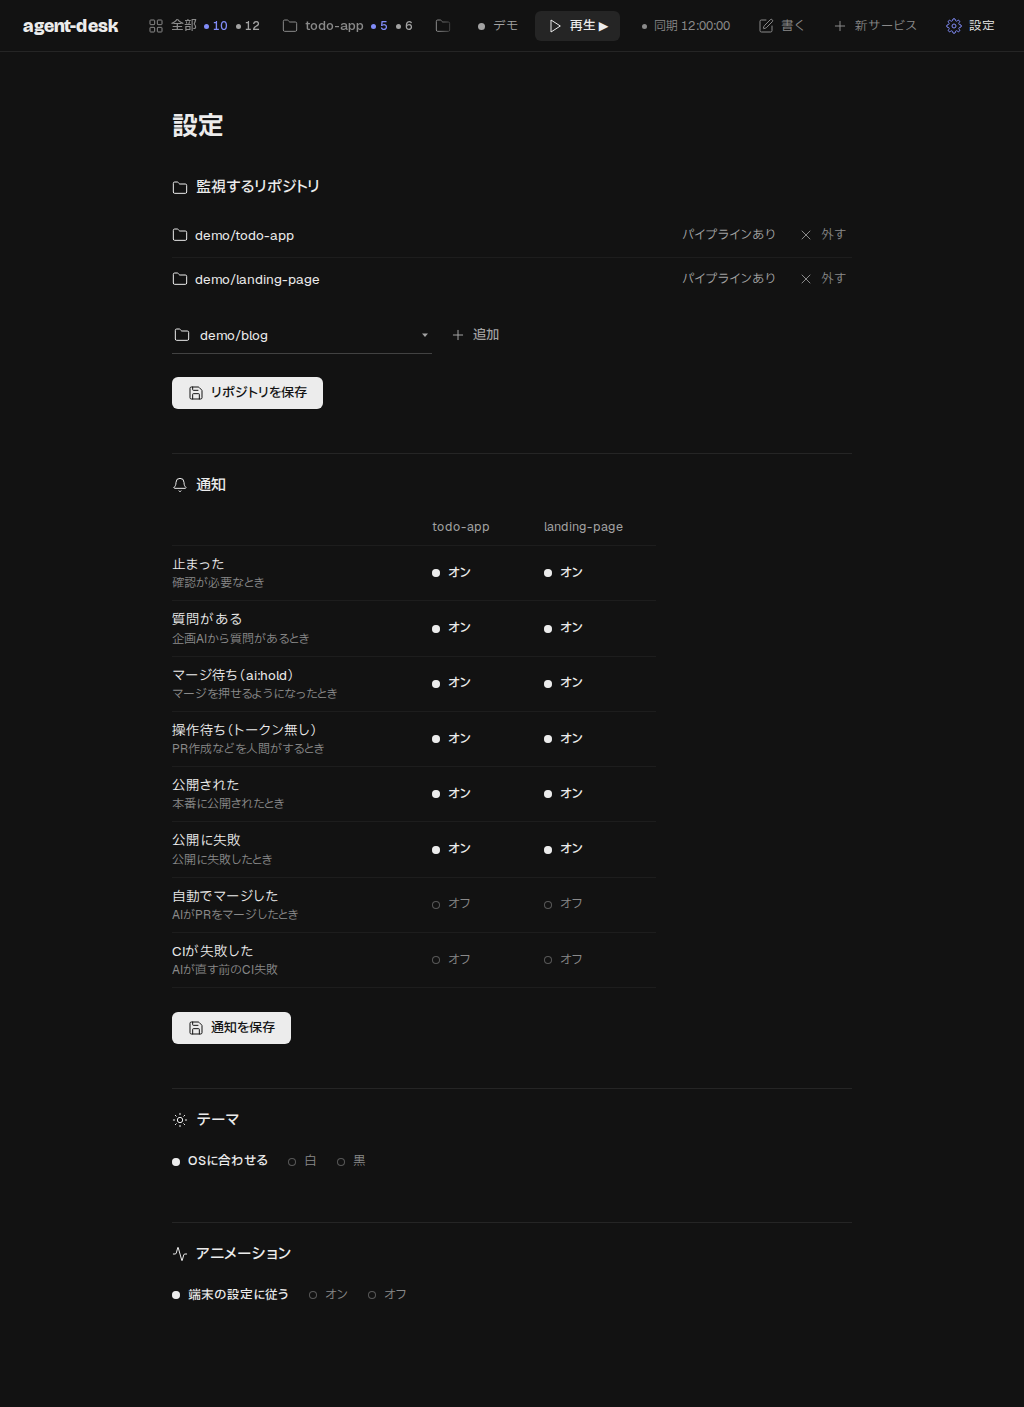 agent-desk 全部 10 12 todo-app 5 6 デモ 再生 ▶ 同期 12:00:00 書く 新サービス 設定
設定
監視するリポジトリ
demo/todo-app パイプラインあり 外す
demo/landing-page パイプラインあり 外す
demo/blog 追加
リポジトリを保存
通知
todo-app landing-page
止まった
確認が必要なとき
オン オン
質問がある
企画AIから質問があるとき
オン オン
マージ待ち（ai:hold）
マージを押せるようになったとき
オン オン
操作待ち（トークン無し）
PR作成などを人間がするとき
オン オン
公開された
本番に公開されたとき
オン オン
公開に失敗
公開に失敗したとき
オン オン
自動でマージした
AIがPRをマージしたとき
オフ オフ
CIが失敗した
AIが直す前のCI失敗
オフ オフ
通知を保存
テーマ
OSに合わせる 白 黒
アニメーション
端末の設定に従う オン オフ